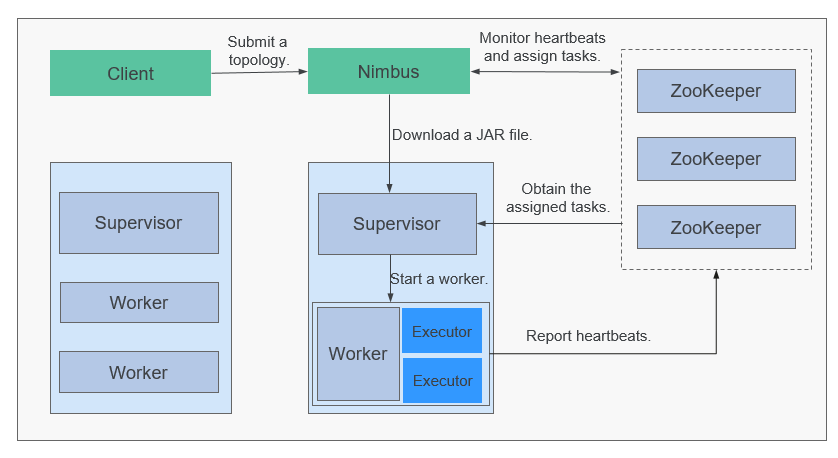 Client
Submit a
topology.
Nimbus
Monitor heartbeats
and assign tasks.
ZooKeeper
ZooKeeper
ZooKeeper
Download a JAR file.
Obtain the
assigned tasks.
Supervisor
Worker
Worker
Supervisor
Start a worker.
Worker
Executor
Executor
Report heartbeats.